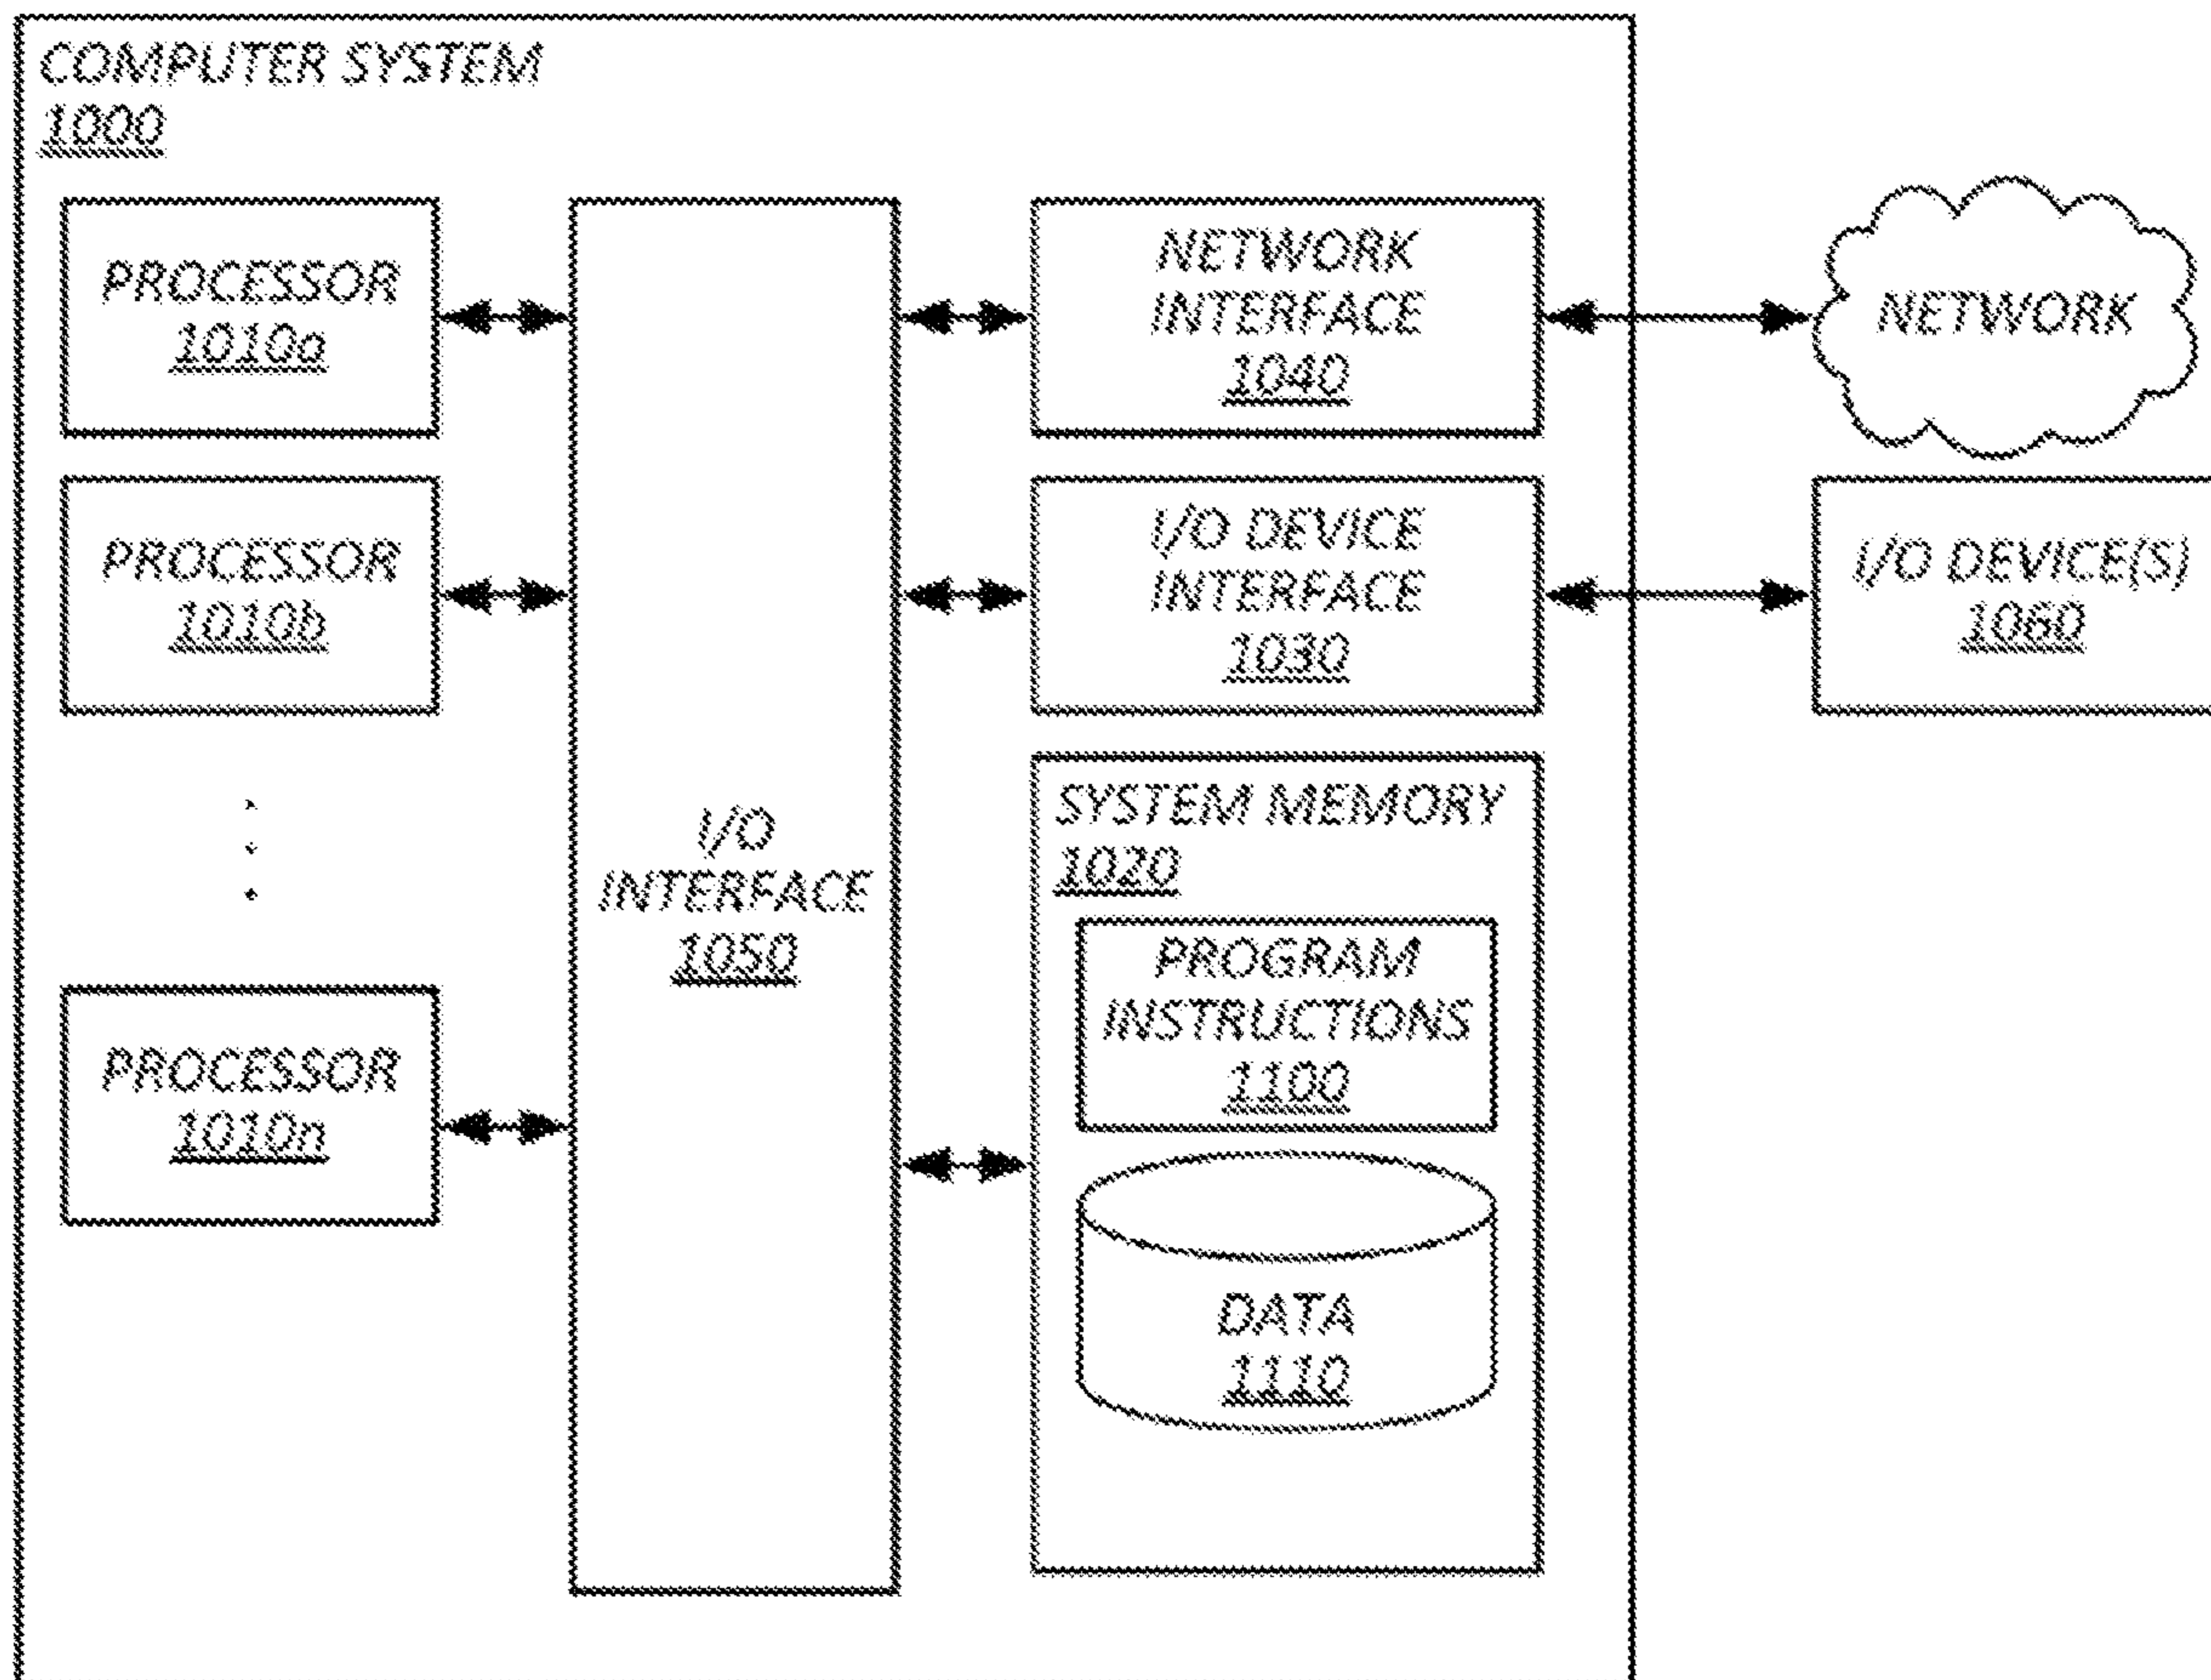 COMPUTER SYSTEM
1000
PROCESSOR
1010a
PROCESSOR
1010b
PROCESSOR
1010n
I/O
INTERFACE
1050
NETWORK
INTERFACE
1040
I/O DEVICE
INTERFACE
1030
SYSTEM MEMORY
1020
PROGRAM
INSTRUCTIONS
1100
DATA
1110
NETWORK
I/O DEVICE(S)
1060